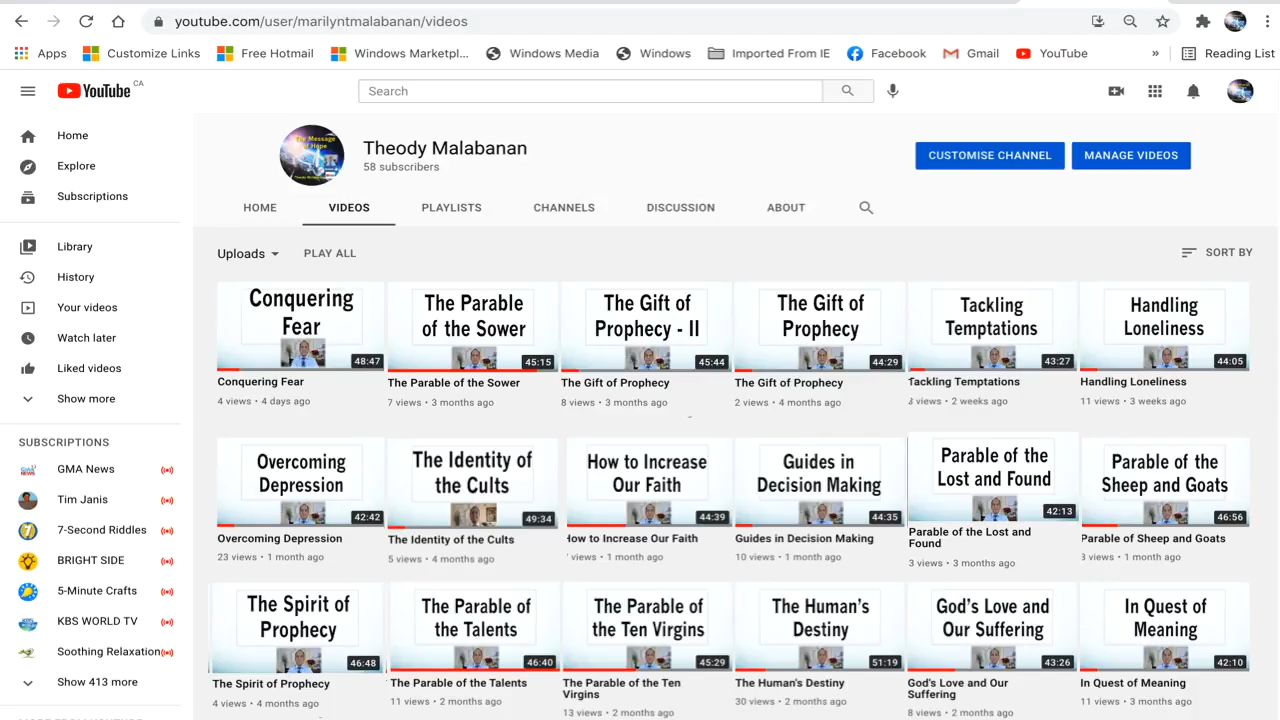 youtube.com/user/marilyntmalabanan/videos
Apps Customize Links Free Hotmail Windows Marketpl... Windows Media Windows Imported from IE Facebook Gmail YouTube » Reading List
YouTube CA
Search
Home
Explore
Subscriptions
Library
History
Your videos
Watch later
Liked videos
Show more
SUBSCRIPTIONS
GMA News
Tim Janis
7-Second Riddles
BRIGHT SIDE
5-Minute Crafts
KBS WORLD TV
Soothing Relaxation
Show 413 more
The Message
of Hope
Theody Malabanan
58 subscribers
CUSTOMISE CHANNEL MANAGE VIDEOS
HOME VIDEOS PLAYLISTS CHANNELS DISCUSSION ABOUT
Uploads PLAY ALL SORT BY
Conquering
Fear
48:47
Conquering Fear
4 views • 4 days ago
The Parable
of the Sower
45:15
The Parable of the Sower
7 views • 3 months ago
The Gift of
Prophecy - II
45:44
The Gift of Prophecy
8 views • 3 months ago
The Gift of
Prophecy
44:29
The Gift of Prophecy
2 views • 4 months ago
Tackling
Temptations
43:27
Tackling Temptations
views • 2 weeks ago
Handling
Loneliness
44:05
Handling Loneliness
11 views • 3 weeks ago
Overcoming
Depression
42:42
Overcoming Depression
23 views • 1 month ago
The Identity of
the Cults
49:34
The Identity of the Cults
5 views • 4 months ago
How to Increase
Our Faith
44:39
How to Increase Our Faith
views • 1 month ago
Guides in
Decision Making
44:35
Guides in Decision Making
10 views • 1 month ago
Parable of the
Lost and Found
42:13
Parable of the Lost and
Found
3 views • 3 months ago
Parable of the
Sheep and Goats
46:56
Parable of Sheep and Goats
views • 1 month ago
The Spirit of
Prophecy
46:48
The Spirit of Prophecy
4 views • 4 months ago
The Parable of
the Talents
46:40
The Parable of the Talents
11 views • 2 months ago
The Parable of
the Ten Virgins
45:29
The Parable of the Ten
Virgins
13 views • 2 months ago
The Human's
Destiny
51:19
The Human's Destiny
30 views • 2 months ago
God's Love and
Our Suffering
43:26
God's Love and Our
Suffering
8 views • 2 months ago
In Quest of
Meaning
42:10
In Quest of Meaning
11 views • 3 months ago